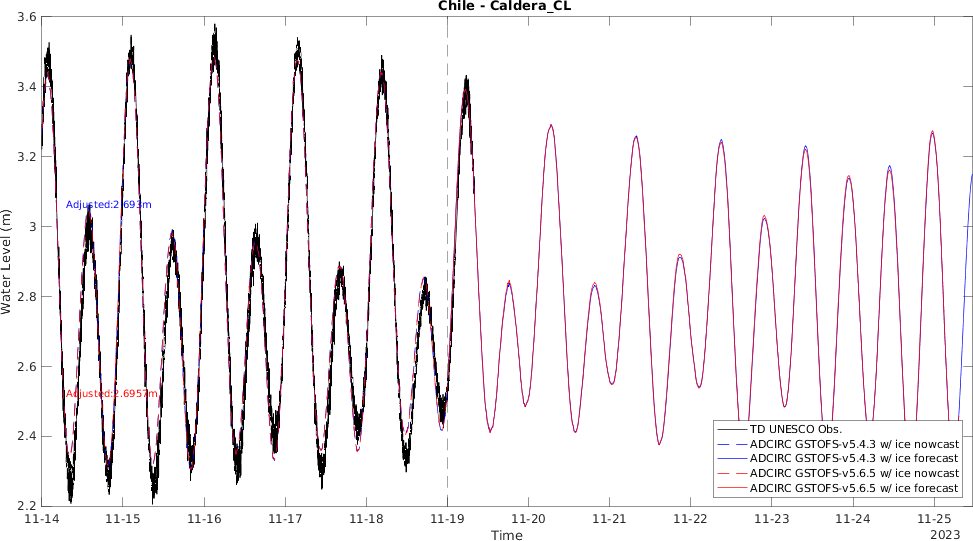 Chile - Caldera_CL
3.6
3.4
3.2
3
2.8
2.6
2.4
2.2
Water Level (m)
Adjusted:2.693m
Adjusted:2.6957m
TD UNESCO Obs.
ADCIRC GSTOFS-v5.4.3 w/ ice nowcast
ADCIRC GSTOFS-v5.4.3 w/ ice forecast
ADCIRC GSTOFS-v5.6.5 w/ ice nowcast
ADCIRC GSTOFS-v5.6.5 w/ ice forecast
11-14 11-15 11-16 11-17 11-18 11-19 11-20 11-21 11-22 11-23 11-24 11-25
2023
Time